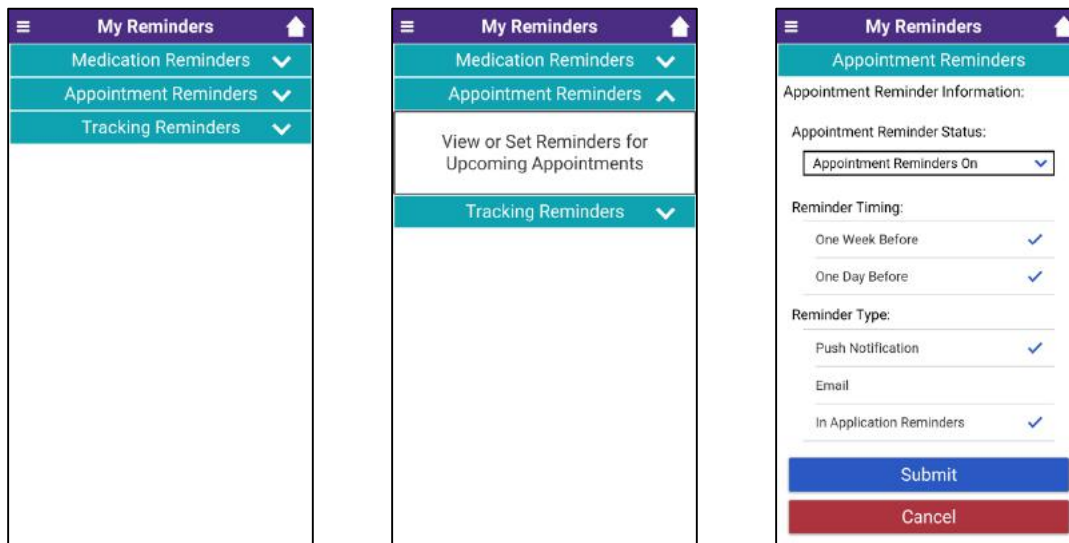 My Reminders
Medication Reminders
Appointment Reminders
Tracking Reminders
My Reminders
Medication Reminders
Appointment Reminders
View or Set Reminders for
Upcoming Appointments
Tracking Reminders
My Reminders
Appointment Reminders
Appointment Reminder Information:
Appointment Reminder Status:
Appointment Reminders On
Reminder Timing:
One Week Before
One Day Before
Reminder Type:
Push Notification
Email
In Application Reminders
Submit
Cancel